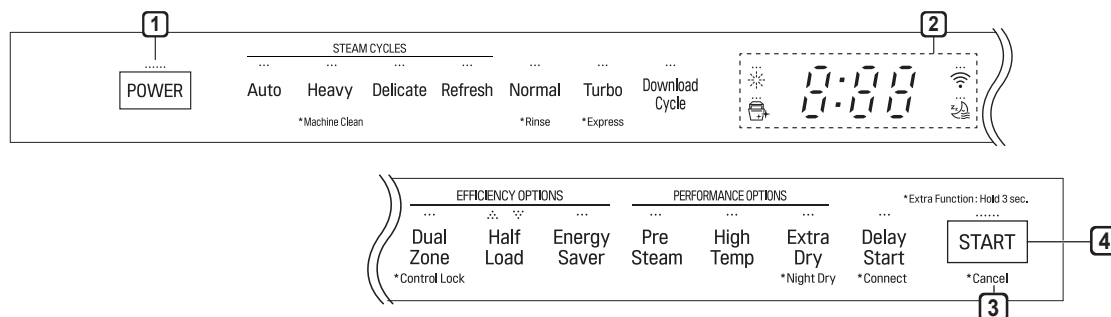 1
2
STEAM CYCLES
POWER
Auto Heavy Delicate Refresh Normal Turbo Download
Cycle
*Machine Clean *Rinse *Express
8:88
EFFICIENCY OPTIONS PERFORMANCE OPTIONS *Extra Function : Hold 3 sec.
Dual Half Energy Pre High Extra Delay START
Zone Load Saver Steam Temp Dry Start
*Control Lock *Night Dry *Connect *Cancel
4
3